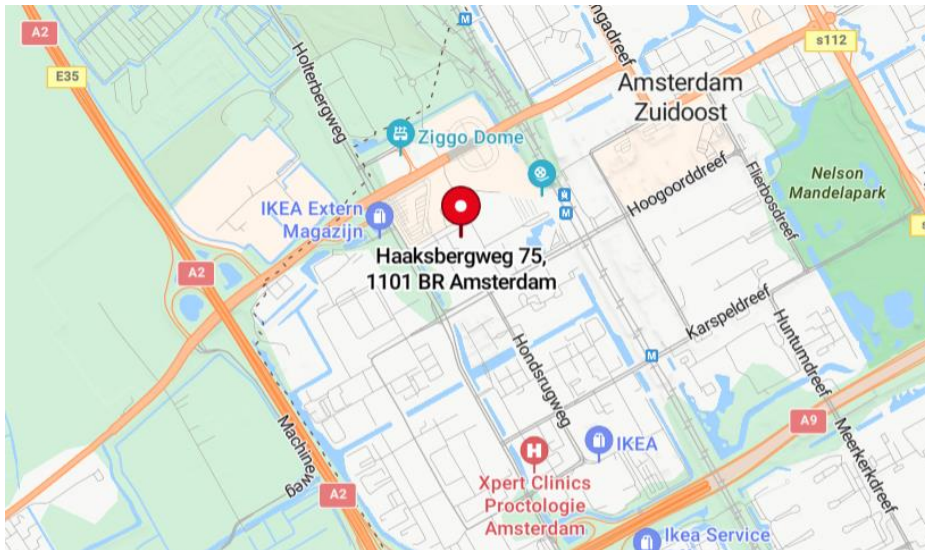 A2
E35
Holterbergweg
M
ngadreef
s112
Amsterdam
Zuidoost
Ziggo Dome
Nelson
Mandelapark
Flierbosdreef
Hoogoorddreef
IKEA Extern
Magazijn
M
Haaksbergweg 75,
1101 BR Amsterdam
A2
Karspeldreef
Huntumdreef
Hondsrugweg
M
A9
Meerkerkdreef
Machineweg
H
IKEA
Xpert Clinics
Proctologie
Amsterdam
A2
Ikea Service